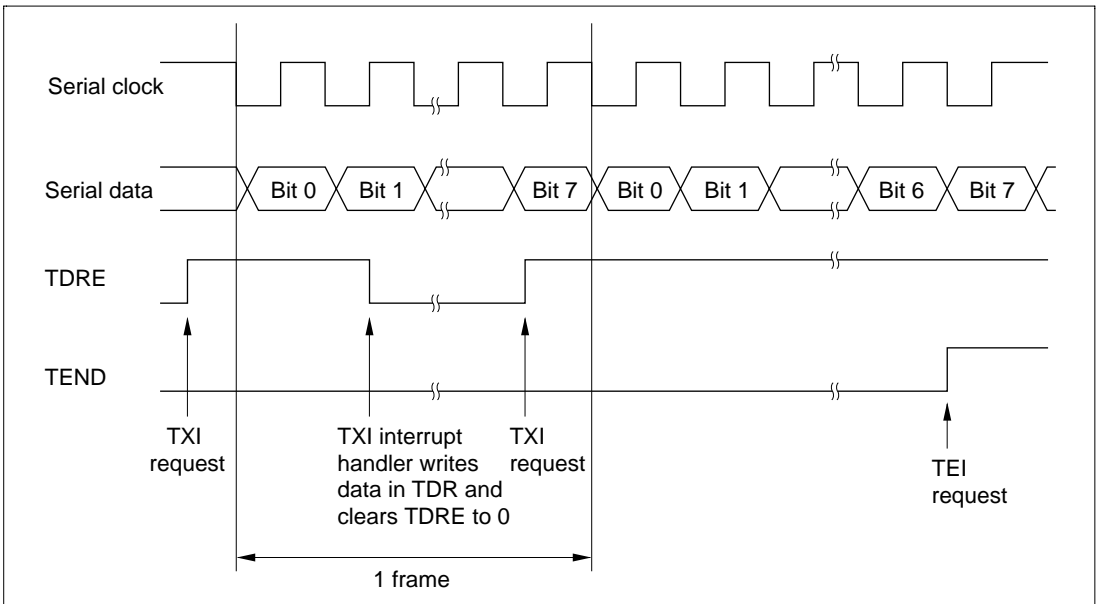 Serial clock
Serial data
Bit 0
Bit 1
Bit 7
Bit 0
Bit 1
Bit 6
Bit 7
TDRE
TEND
TXI
request
TXI interrupt
handler writes
data in TDR and
clears TDRE to 0
TXI
request
TEI
request
1 frame